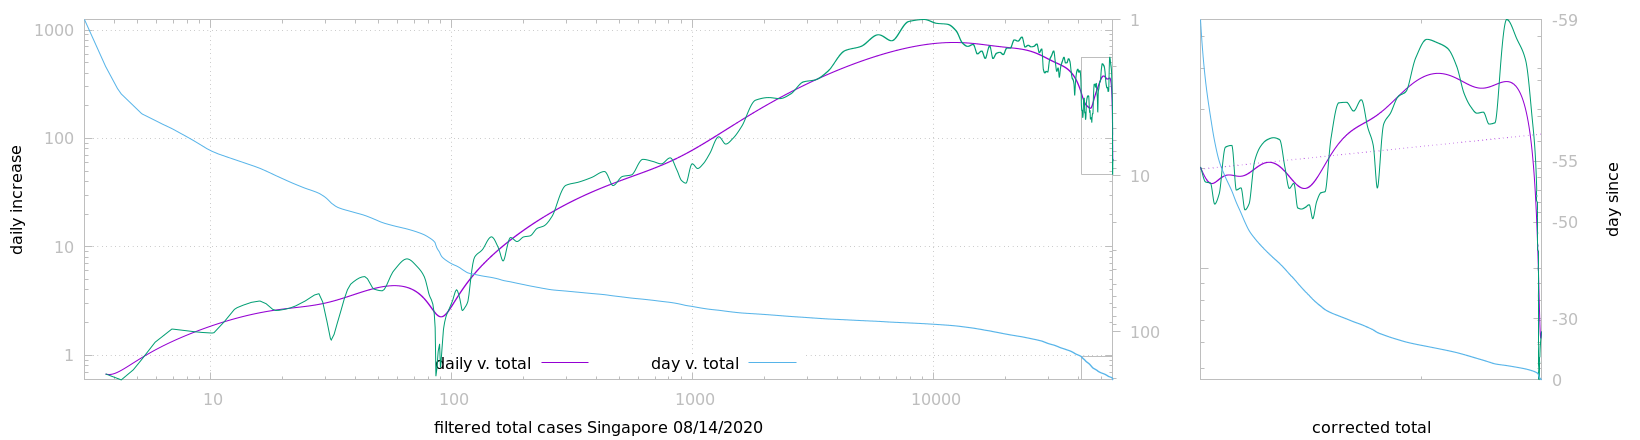 1000
100
10
1
daily increase
10
100
1000
10000
filtered total cases Singapore 08/14/2020
daily v. total
day v. total
1
10
100
-59
-55
-50
-30
0
day since
corrected total